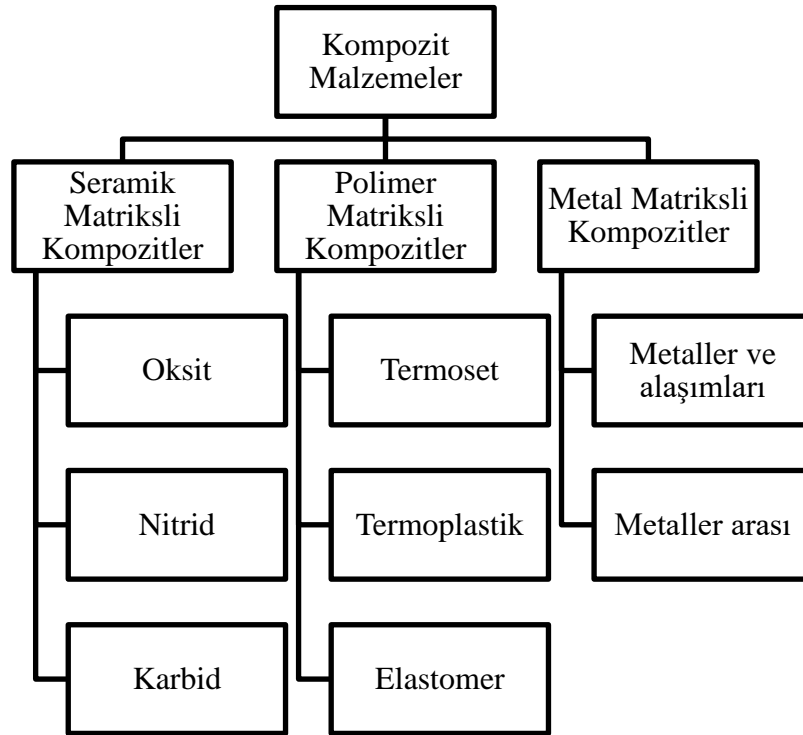 Kompozit
Malzemeler
Seramik
Matriksli
Kompozitler
Polimer
Matriksli
Kompozitler
Metal Matriksli
Kompozitler
Oksit
Termoset
Metaller ve
alaşımları
Nitrid
Termoplastik
Metaller arası
Karbid
Elastomer